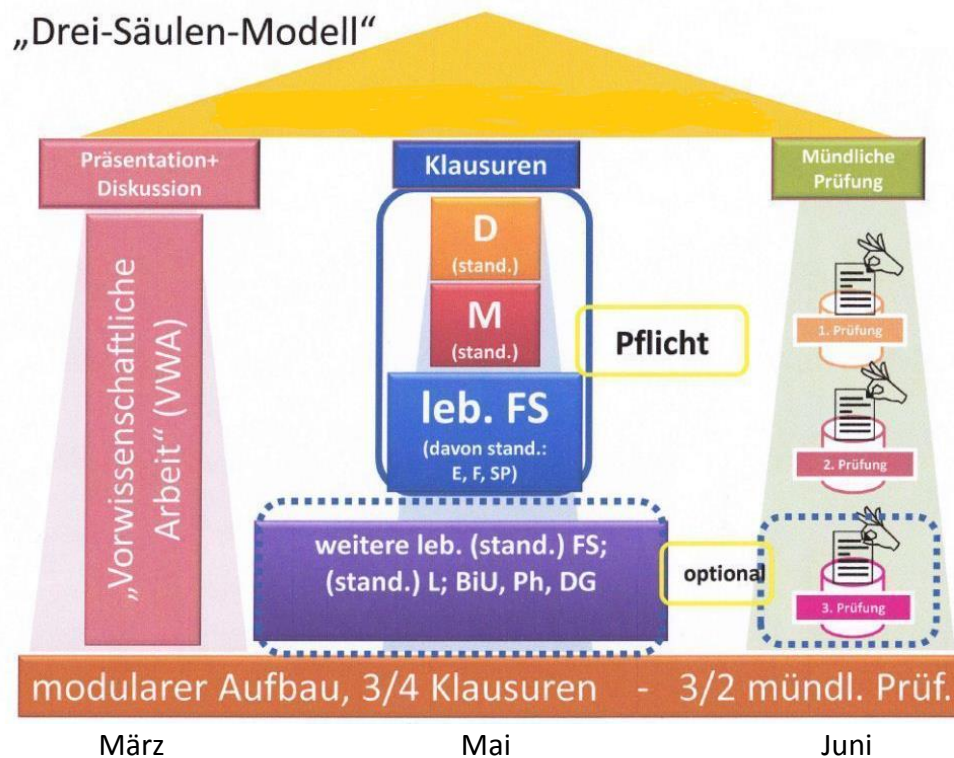 „Drei-Säulen-Modell“
Präsentation+
Diskussion
„Vorwissenschaftliche
Arbeit“ (VWA)
Klausuren
D
(stand.)
M
(stand.)
leb. FS
(davon stand.:
E, F, SP)
Pflicht
weitere leb. (stand.) FS;
(stand.) L; BiU, Ph, DG
optional
Mündliche
Prüfung
1. Prüfung
2. Prüfung
3. Prüfung
modularer Aufbau, 3/4 Klausuren - 3/2 mündl. Prüf.
März
Mai
Juni